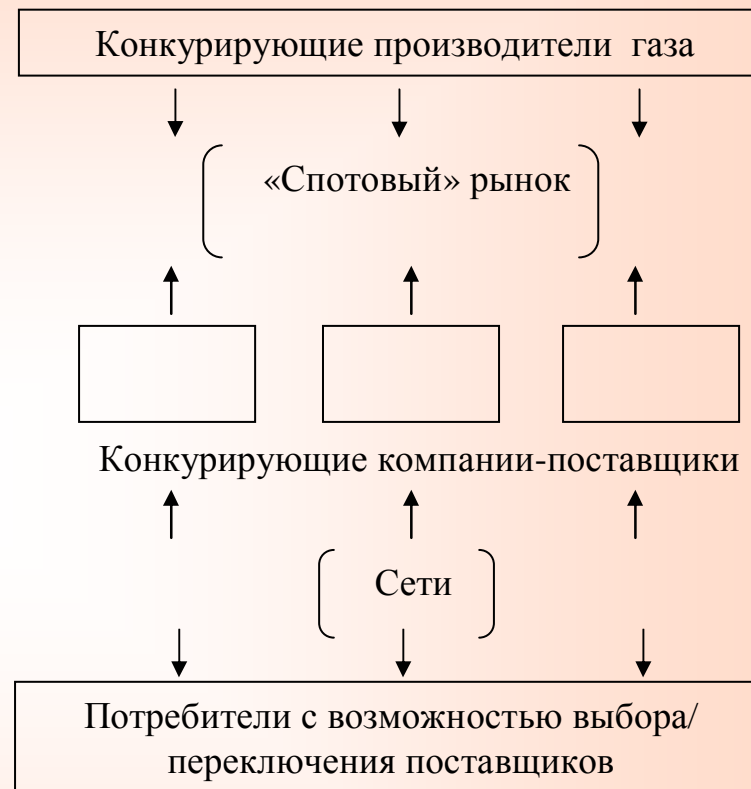 Конкурирующие производители газа
«Спотовый» рынок
Конкурирующие компании-поставщики
Сети
Потребители с возможностью выбора/
переключения поставщиков